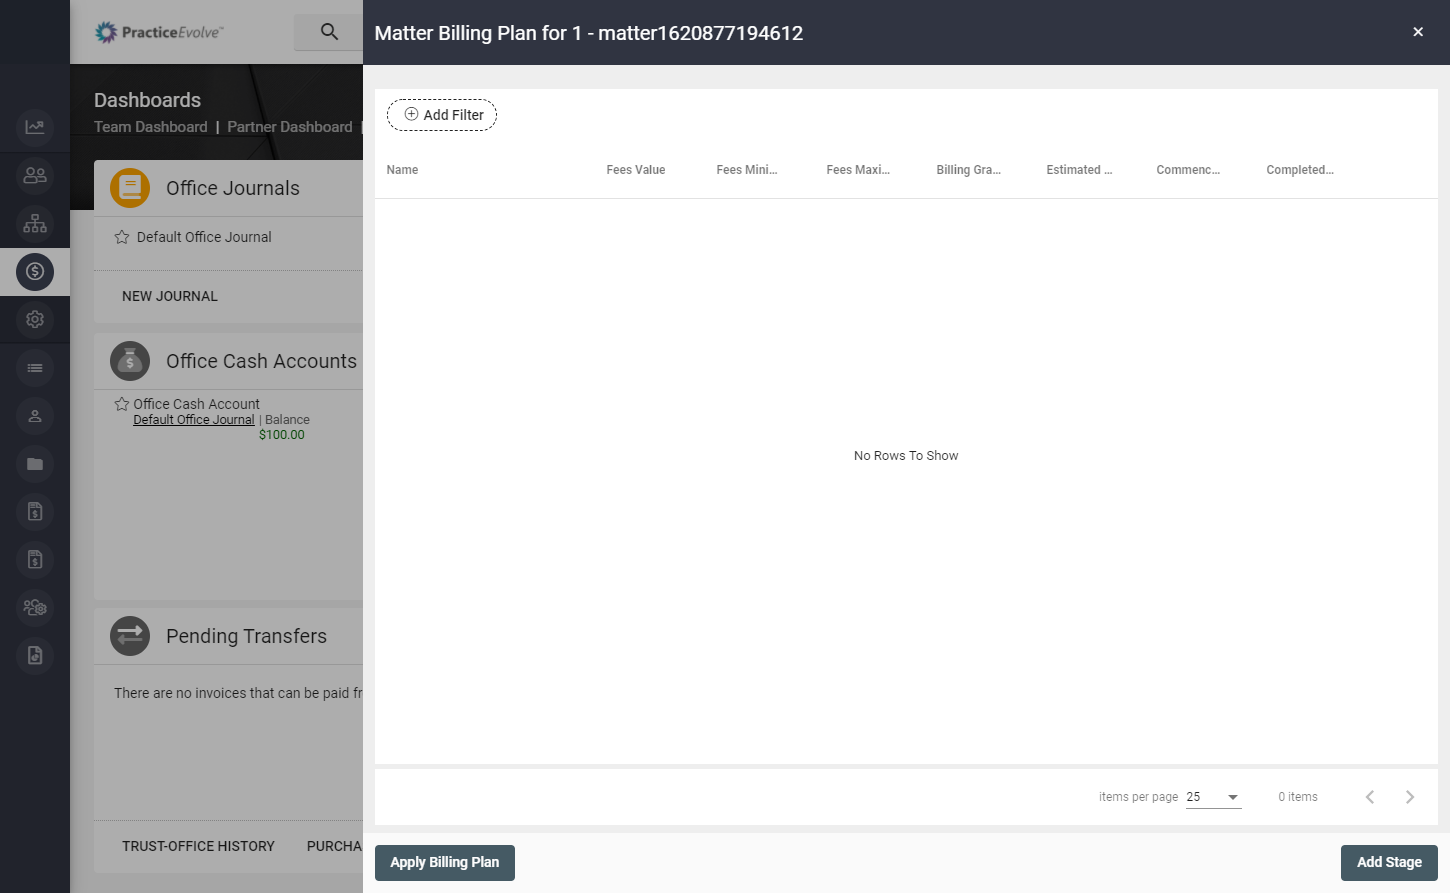 PracticeEvolve™
Matter Billing Plan for 1 - matter1620877194612
Dashboards
Team Dashboard | Partner Dashboard |
Office Journals
Default Office Journal
NEW JOURNAL
Office Cash Accounts
Office Cash Account
Default Office Journal | Balance
$100.00
Pending Transfers
There are no invoices that can be paid fr
TRUST-OFFICE HISTORY PURCHA
Add Filter
Name Fees Value Fees Mini... Fees Maxi... Billing Gra... Estimated ... Commenc... Completed...
No Rows To Show
items per page 25 0 items
Apply Billing Plan Add Stage